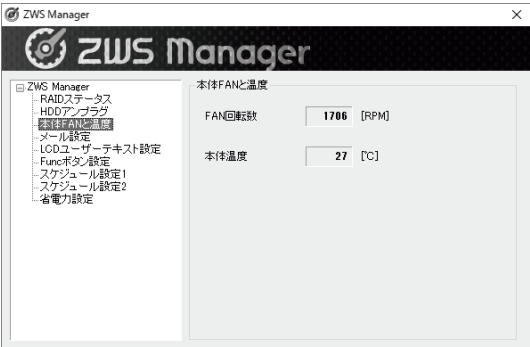 ZWS Manager
ZWS Manager
ZWS Manager
RAIDステータス
HDDアンプラグ
本体FANと温度
メール設定
LCDユーザーテキスト設定
Funcボタン設定
スケジュール設定1
スケジュール設定2
省電力設定
本体FANと温度
FAN回転数 1706 [RPM]
本体温度 27 [℃]